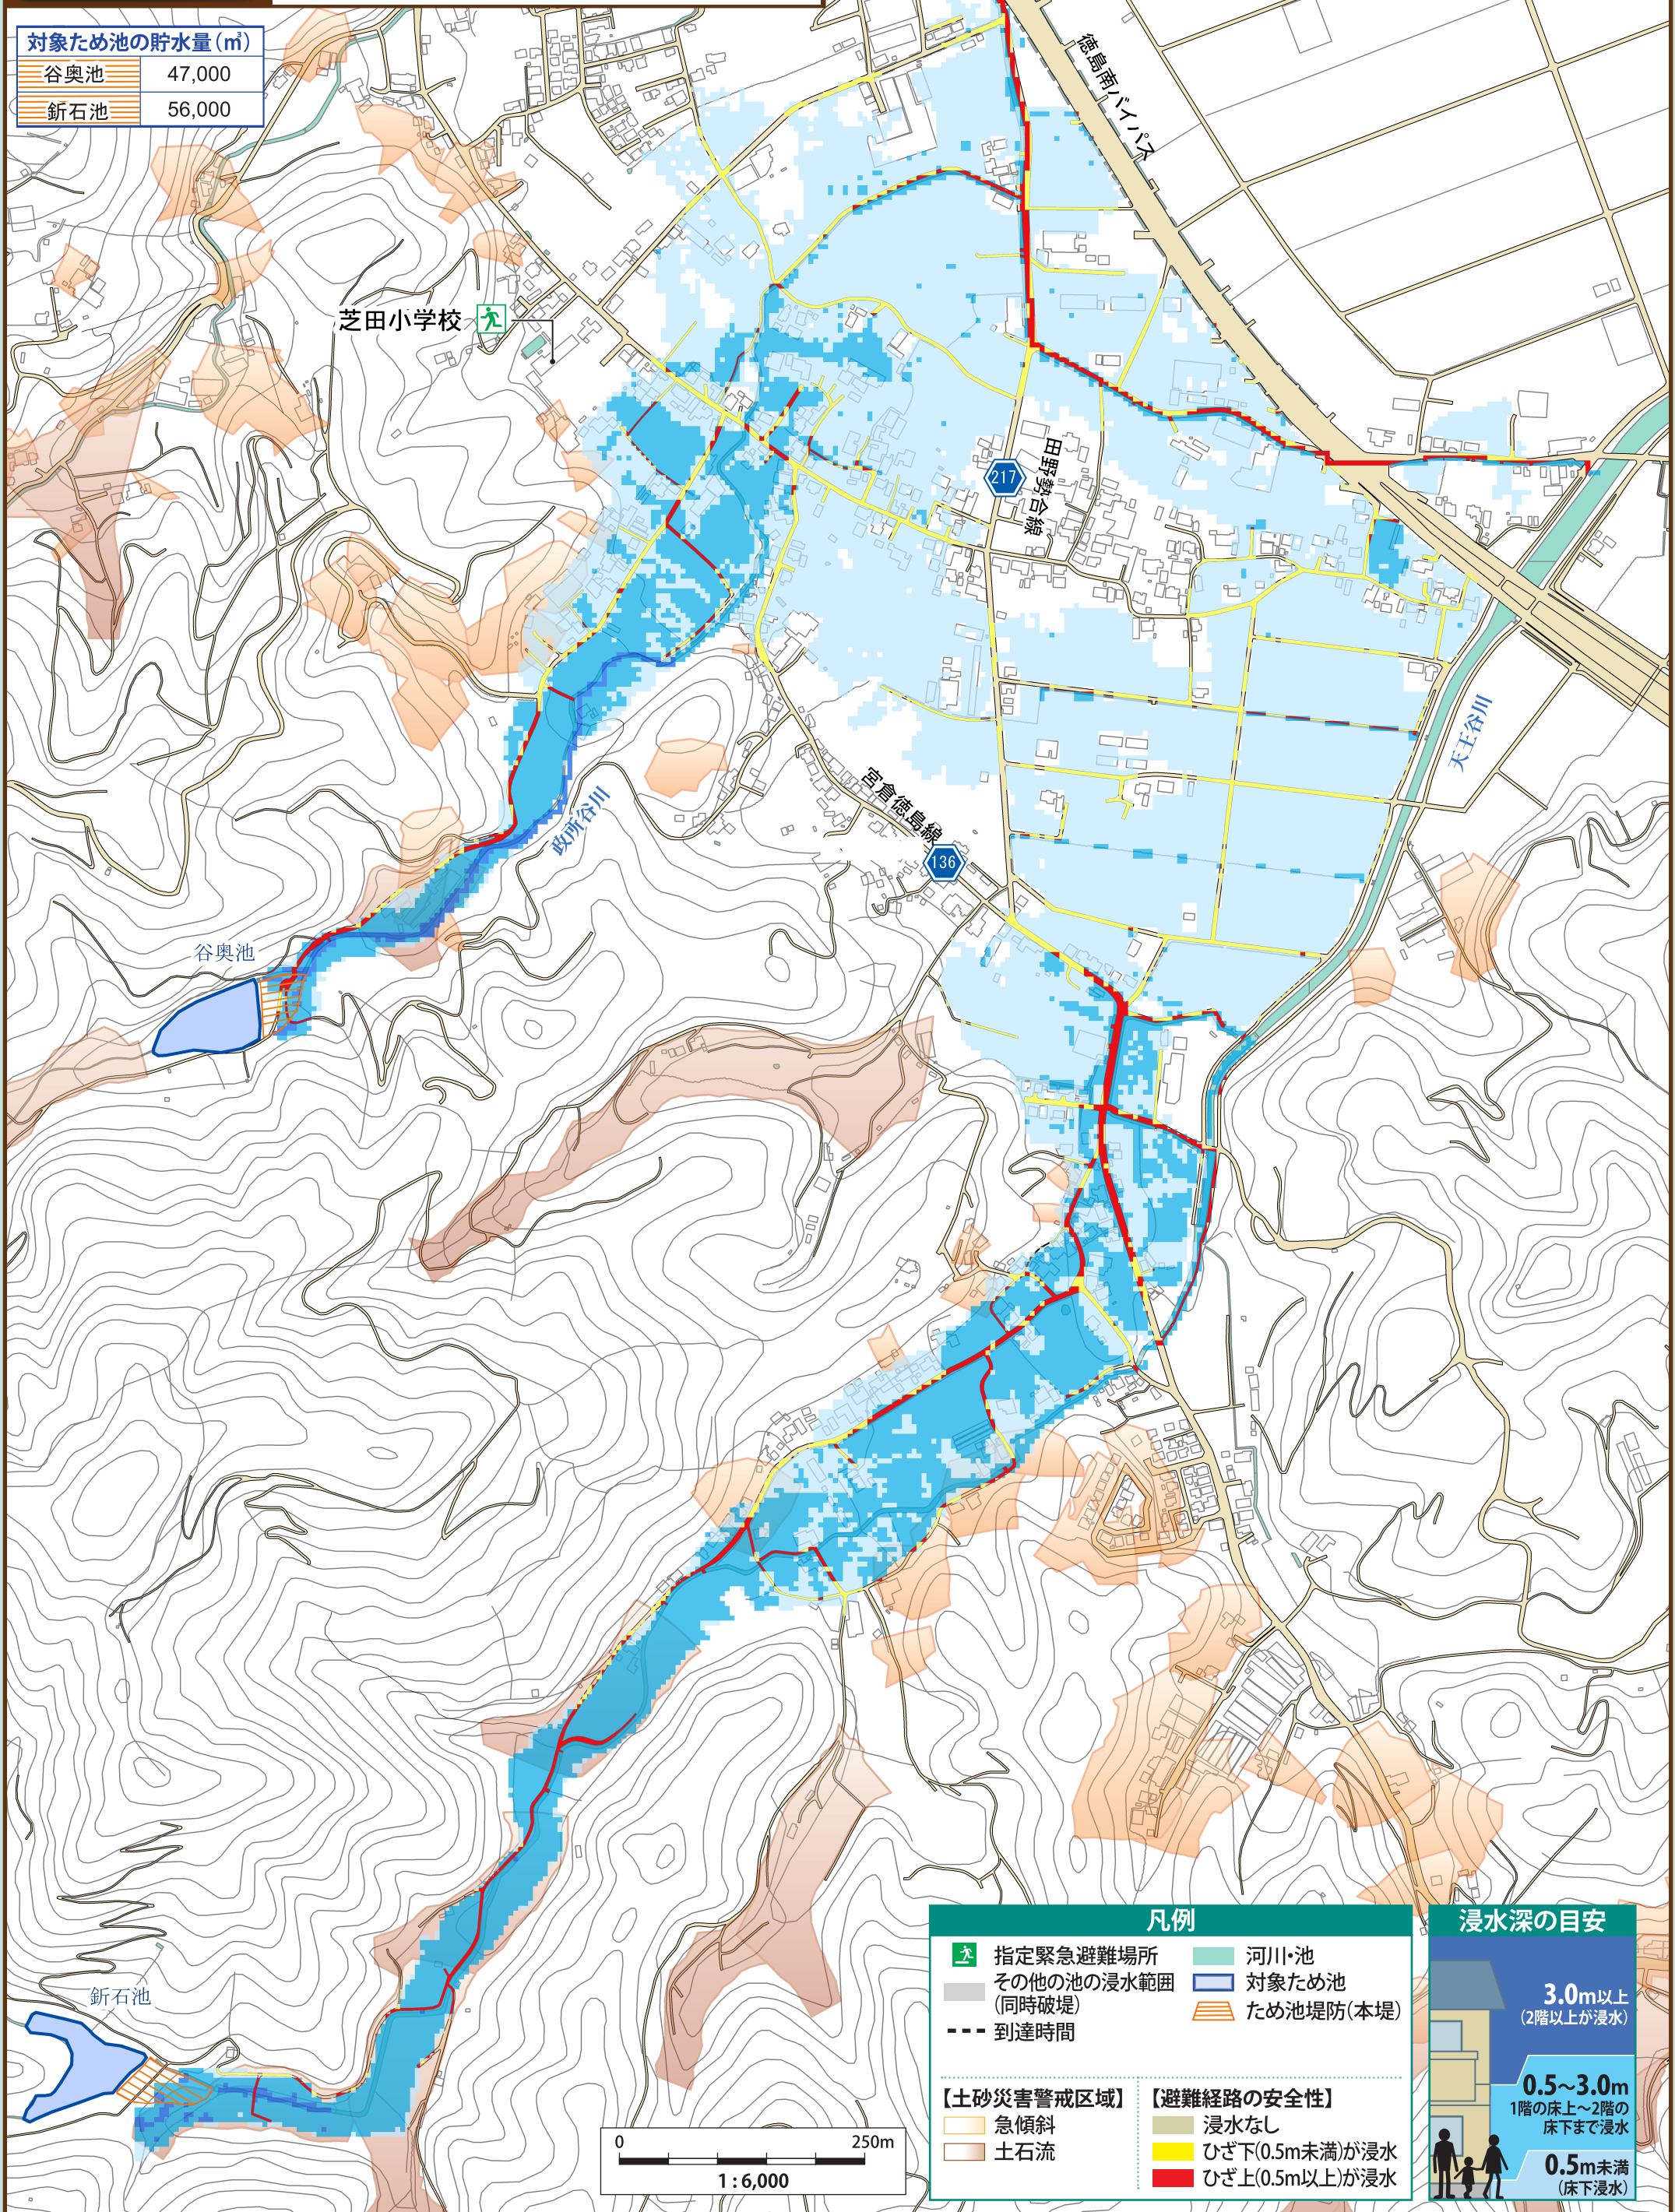 対象ため池の貯水量(㎥)
谷奥池 47,000
釿石池 56,000
徳島南バイパス
芝田小学校
217
田野勢合線
天王谷川
宮倉徳島線
136
政所谷川
谷奥池
釿石池
0 250m
1:6,000
凡例
指定緊急避難場所
その他の池の浸水範囲
(同時破堤)
到達時間
河川・池
対象ため池
ため池堤防(本堤)
【土砂災害警戒区域】
急傾斜
土石流
【避難経路の安全性】
浸水なし
ひざ下(0.5m未満)が浸水
ひざ上(0.5m以上)が浸水
浸水深の目安
3.0m以上
(2階以上が浸水)
0.5～3.0m
1階の床上～2階の
床下まで浸水
0.5m未満
(床下浸水)